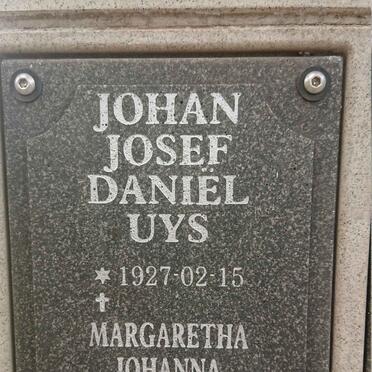 JOHAN
JOSEF
DANIËL
UYS
* 1927-02-15
✝
MARGARETHA
JOHANNA